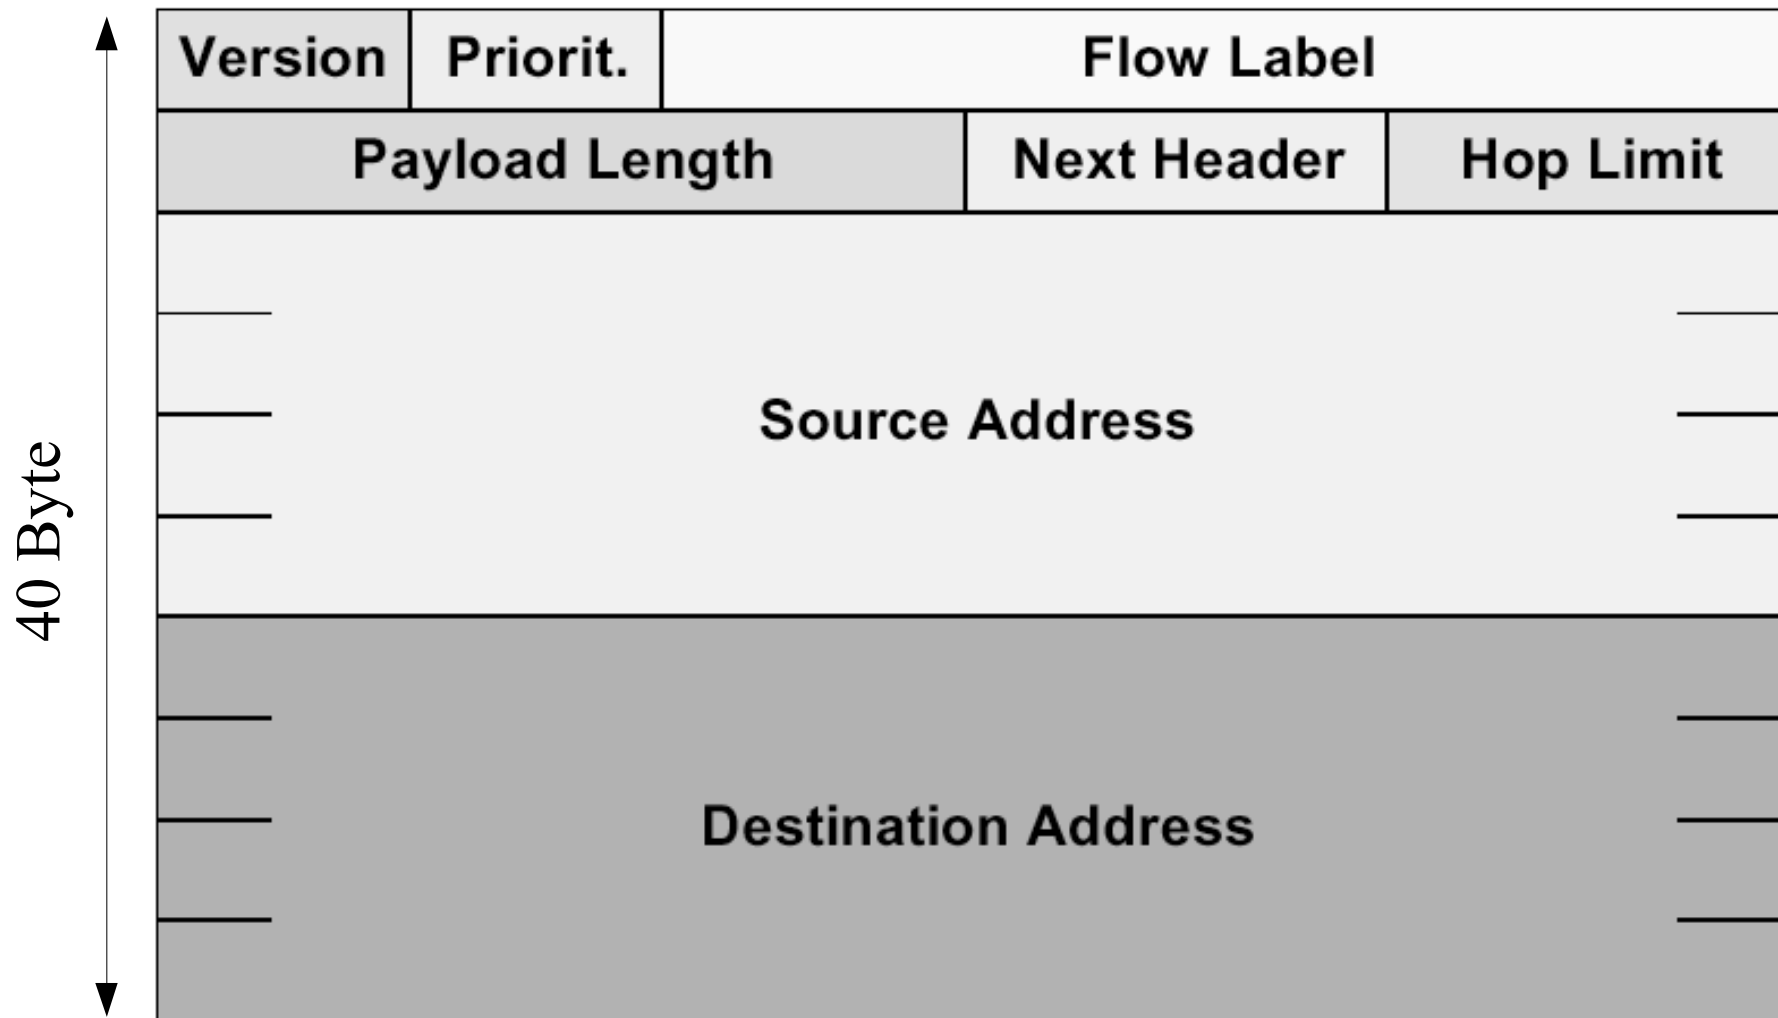 Version Priorit. Flow Label
Payload Length Next Header Hop Limit
Source Address
40 Byte
Destination Address